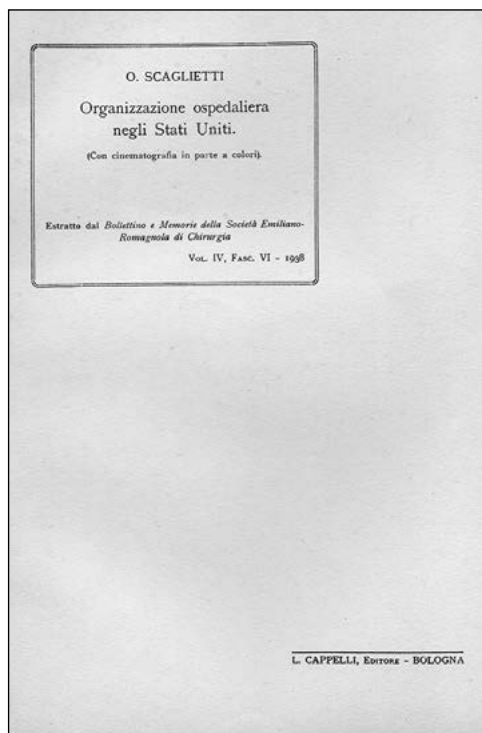 O. SCAGLIETTI
Organizzazione ospedaliera
negli Stati Uniti.
(Con cinematografia in parte a colori).
Estratto dal Bollettino e Memorie della Società Emiliano-
Romagnola di Chirurgia
VOL. IV, FASC. VI - 1938
L. CAPPELLI, EDITORE - BOLOGNA